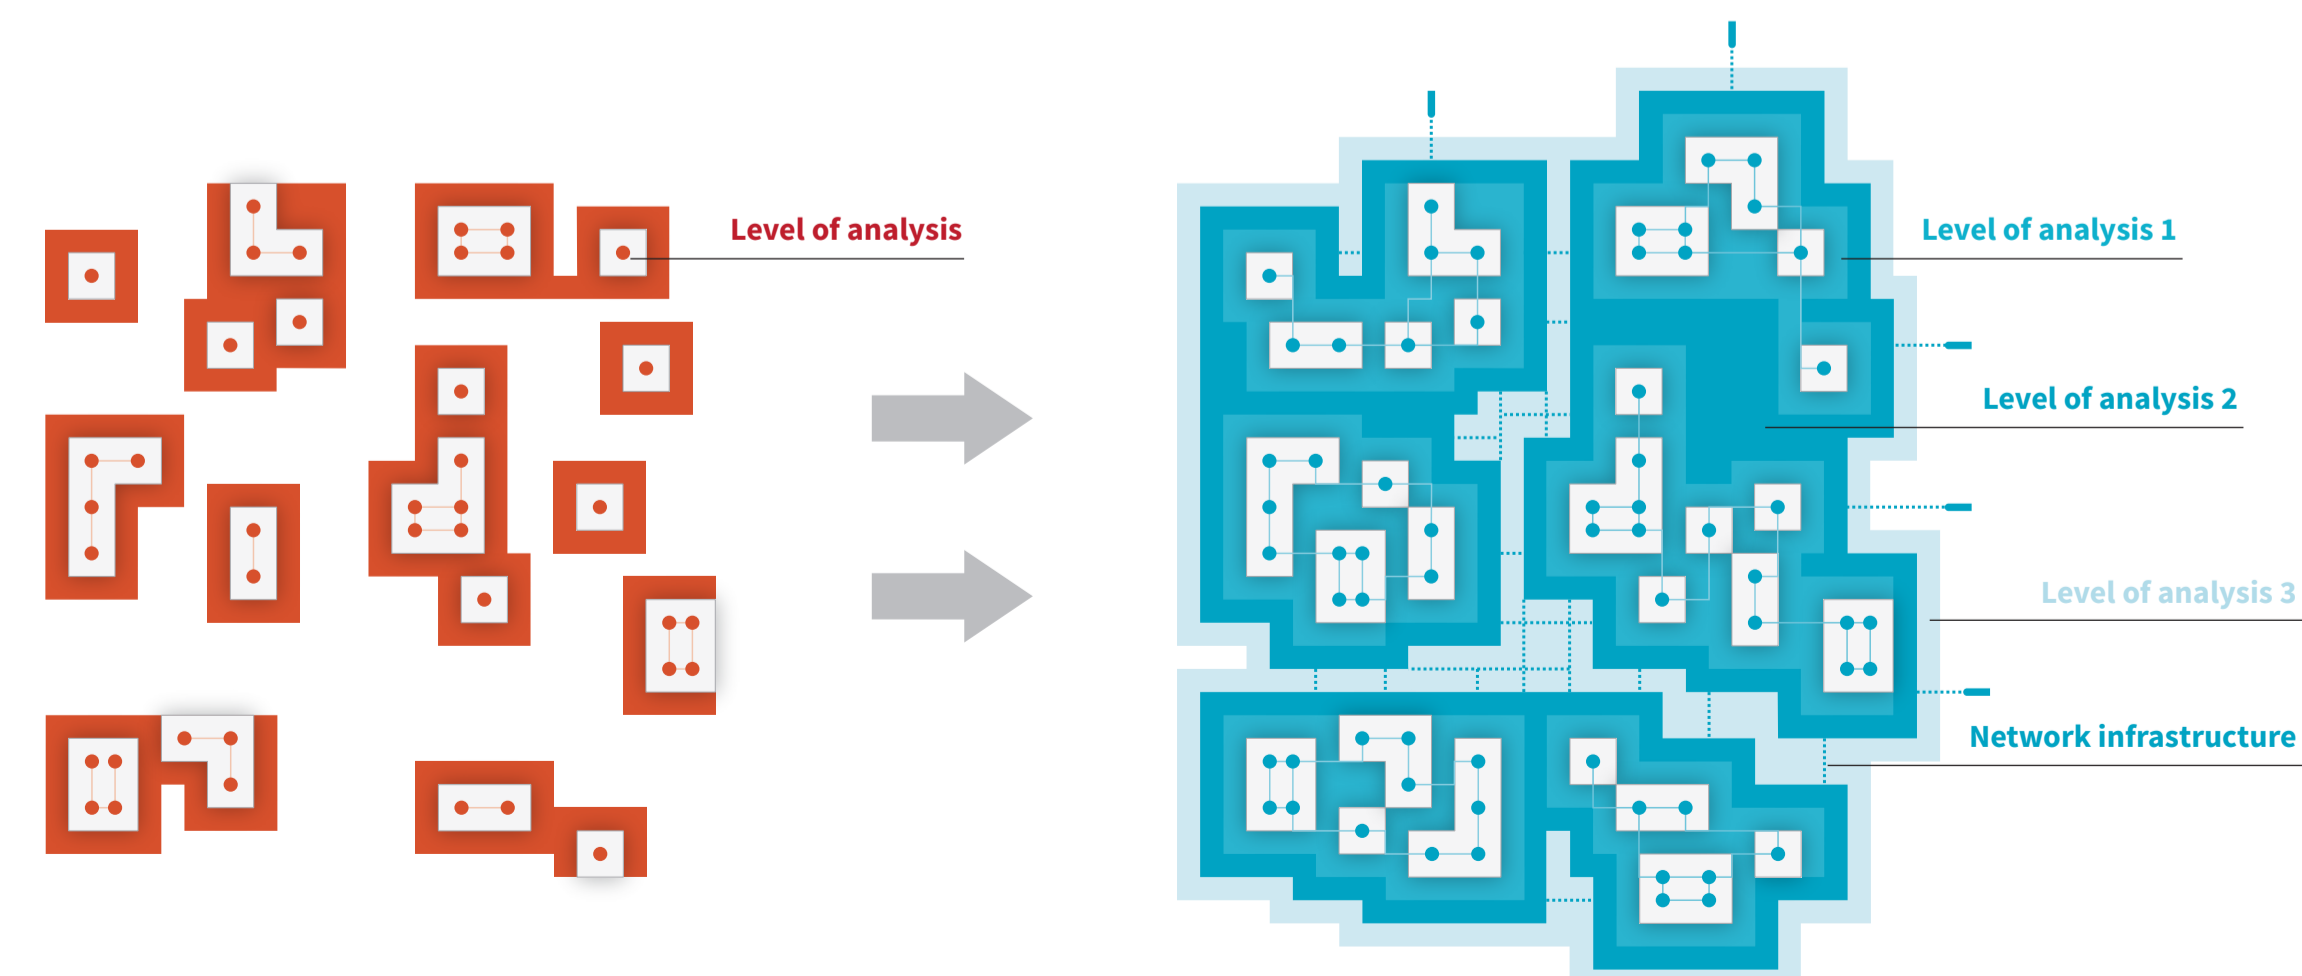 Level of analysis
Level of analysis 1
Level of analysis 2
Level of analysis 3
Network infrastructure